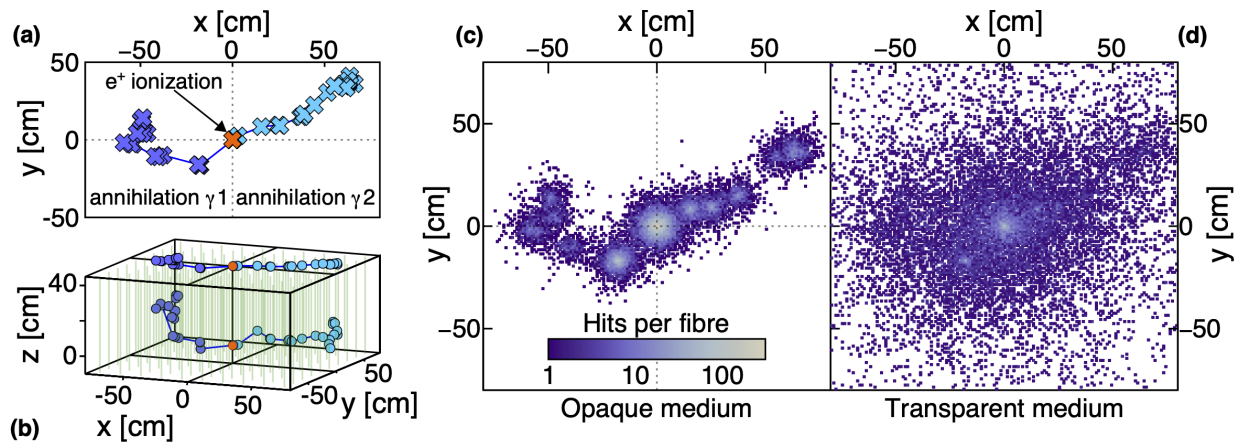 (a)
x [cm]
−50 0 50
50
0
-50
y [cm]
e⁺ ionization
annihilation γ1
annihilation γ2
40
0
z [cm]
-50 0 50
x [cm]
-50 50
y [cm]
(b)
(c)
x [cm]
−50 0 50
50
0
−50
y [cm]
Hits per fibre
1 10 100
Opaque medium
x [cm]
(d)
−50 0 50
50
0
−50
y [cm]
Transparent medium